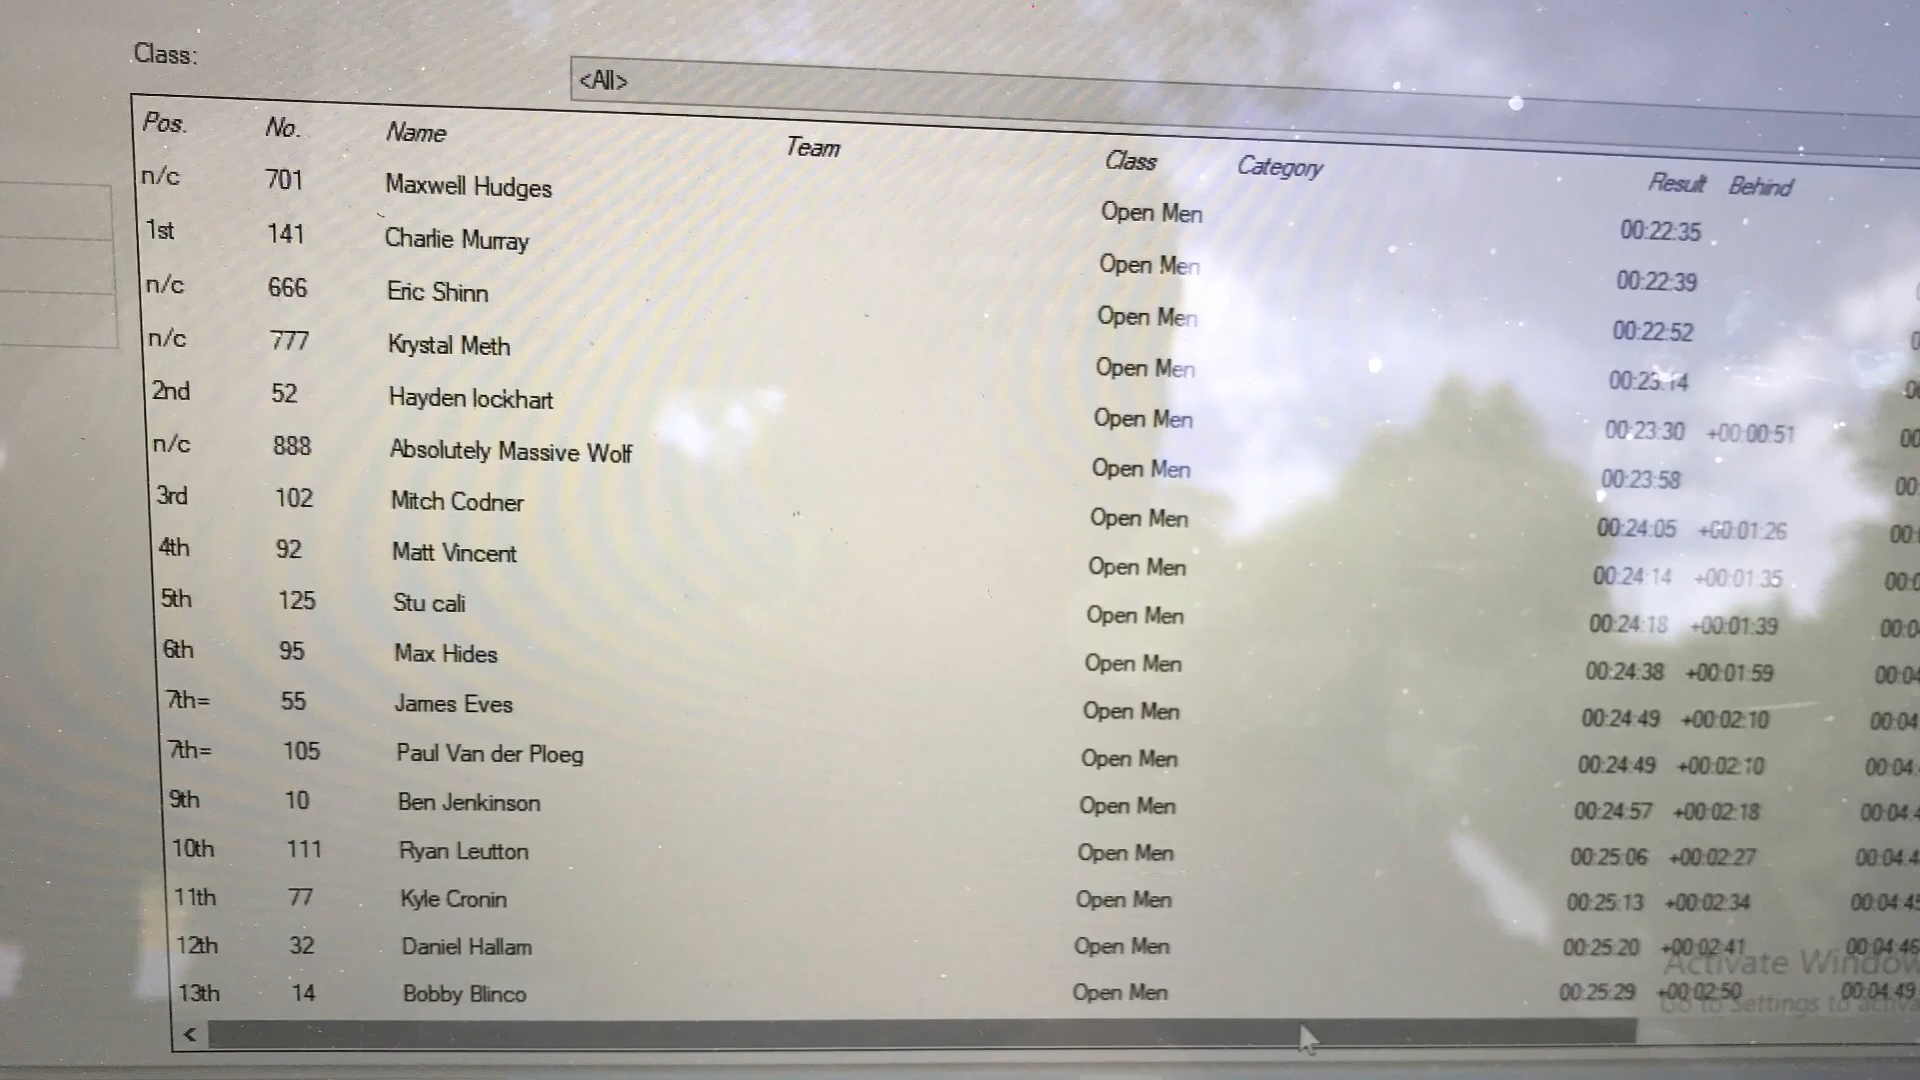 Class:
<All>
Pos. No. Name Team Class Category Result Behind
n/c 701 Maxwell Hudges Open Men 00:22:35
1st 141 Charlie Murray Open Men 00:22:39
n/c 666 Eric Shinn Open Men 00:22:52
n/c 777 Krystal Meth Open Men 00:23:14
2nd 52 Hayden lockhart Open Men 00:23:30 +00:00:51
n/c 888 Absolutely Massive Wolf Open Men 00:23:58
3rd 102 Mitch Codner Open Men 00:24:05 +00:01:26
4th 92 Matt Vincent Open Men 00:24:14 +00:01:35
5th 125 Stu cali Open Men 00:24:18 +00:01:39
6th 95 Max Hides Open Men 00:24:38 +00:01:59
7th= 55 James Eves Open Men 00:24:49 +00:02:10
7th= 105 Paul Van der Ploeg Open Men 00:24:49 +00:02:10
9th 10 Ben Jenkinson Open Men 00:24:57 +00:02:18
10th 111 Ryan Leutton Open Men 00:25:06 +00:02:27
11th 77 Kyle Cronin Open Men 00:25:13 +00:02:34
12th 32 Daniel Hallam Open Men 00:25:20 +00:02:41 00:04:46
13th 14 Bobby Blinco Open Men 00:25:29 +00:02:50 00:04:49
Activate Window
Go to Settings to activa